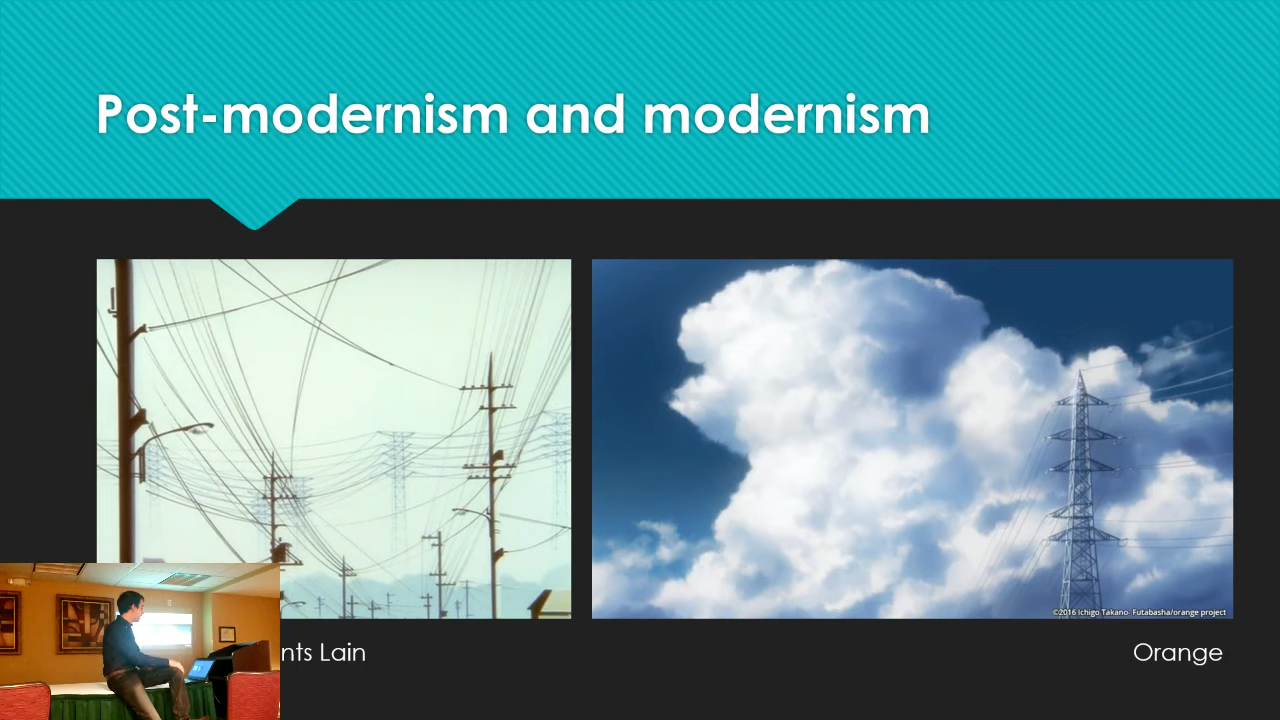 Post-modernism and modernism
©2016 Ichigo Takano· Futabasha/orange project
nts Lain
Orange